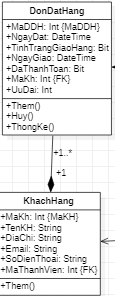 DonDatHang
+MaDDH: Int {MaDDH}
+NgayDat: DateTime
+TinhTrangGiaoHang: Bit
+NgayGiao: DateTime
+DaThanhToan: Bit
+MaKh: Int {FK}
+UuDai: Int
+Them()
+Huy()
+ThongKe()
+1..*
+1
KhachHang
+MaKh: Int {MaKH}
+TenKH: String
+DiaChi: String
+Email: String
+SoDienThoai: String
+MaThanhVien: Int {FK}
+Them()